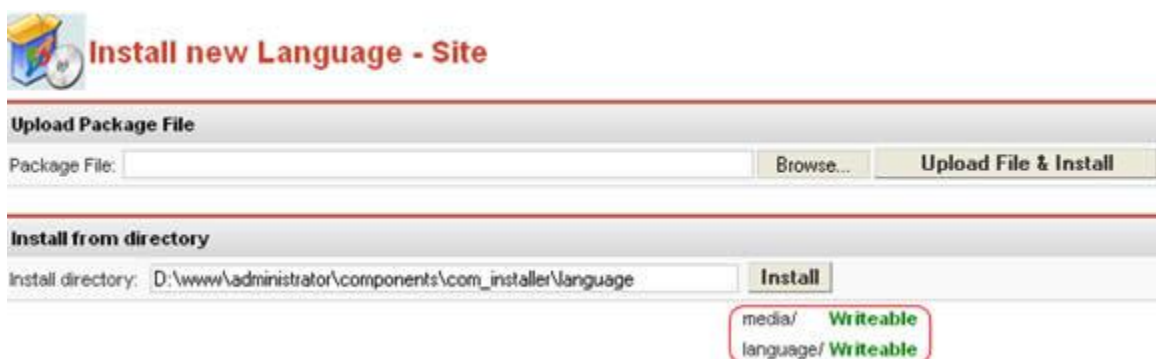 Install new Language - Site
Upload Package File
Package File: Browse... Upload File & Install
Install from directory
Install directory: D:\www\administrator\components\com_installer\language Install
media/ Writeable
language/ Writeable